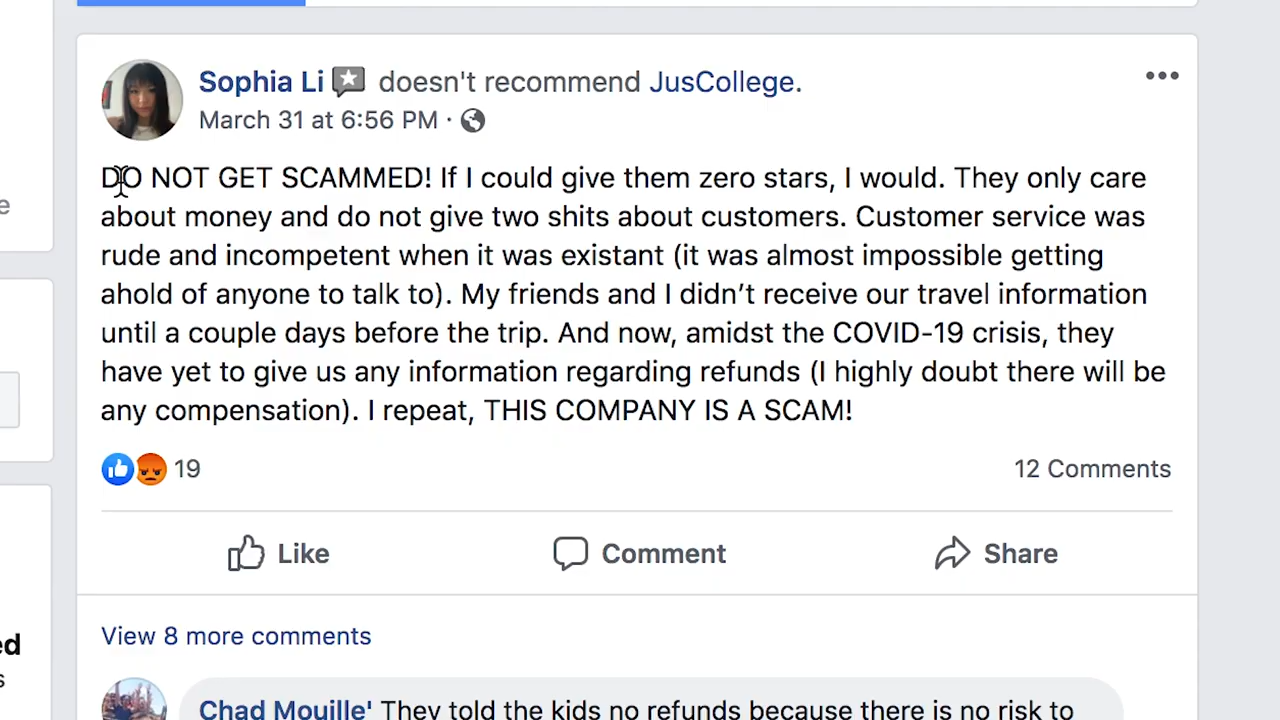 Sophia Li doesn't recommend JusCollege.
March 31 at 6:56 PM ·
DO NOT GET SCAMMED! If I could give them zero stars, I would. They only care
about money and do not give two shits about customers. Customer service was
rude and incompetent when it was existant (it was almost impossible getting
ahold of anyone to talk to). My friends and I didn’t receive our travel information
until a couple days before the trip. And now, amidst the COVID-19 crisis, they
have yet to give us any information regarding refunds (I highly doubt there will be
any compensation). I repeat, THIS COMPANY IS A SCAM!
19 12 Comments
Like Comment Share
View 8 more comments
Chad Mouille' They told the kids no refunds because there is no risk to